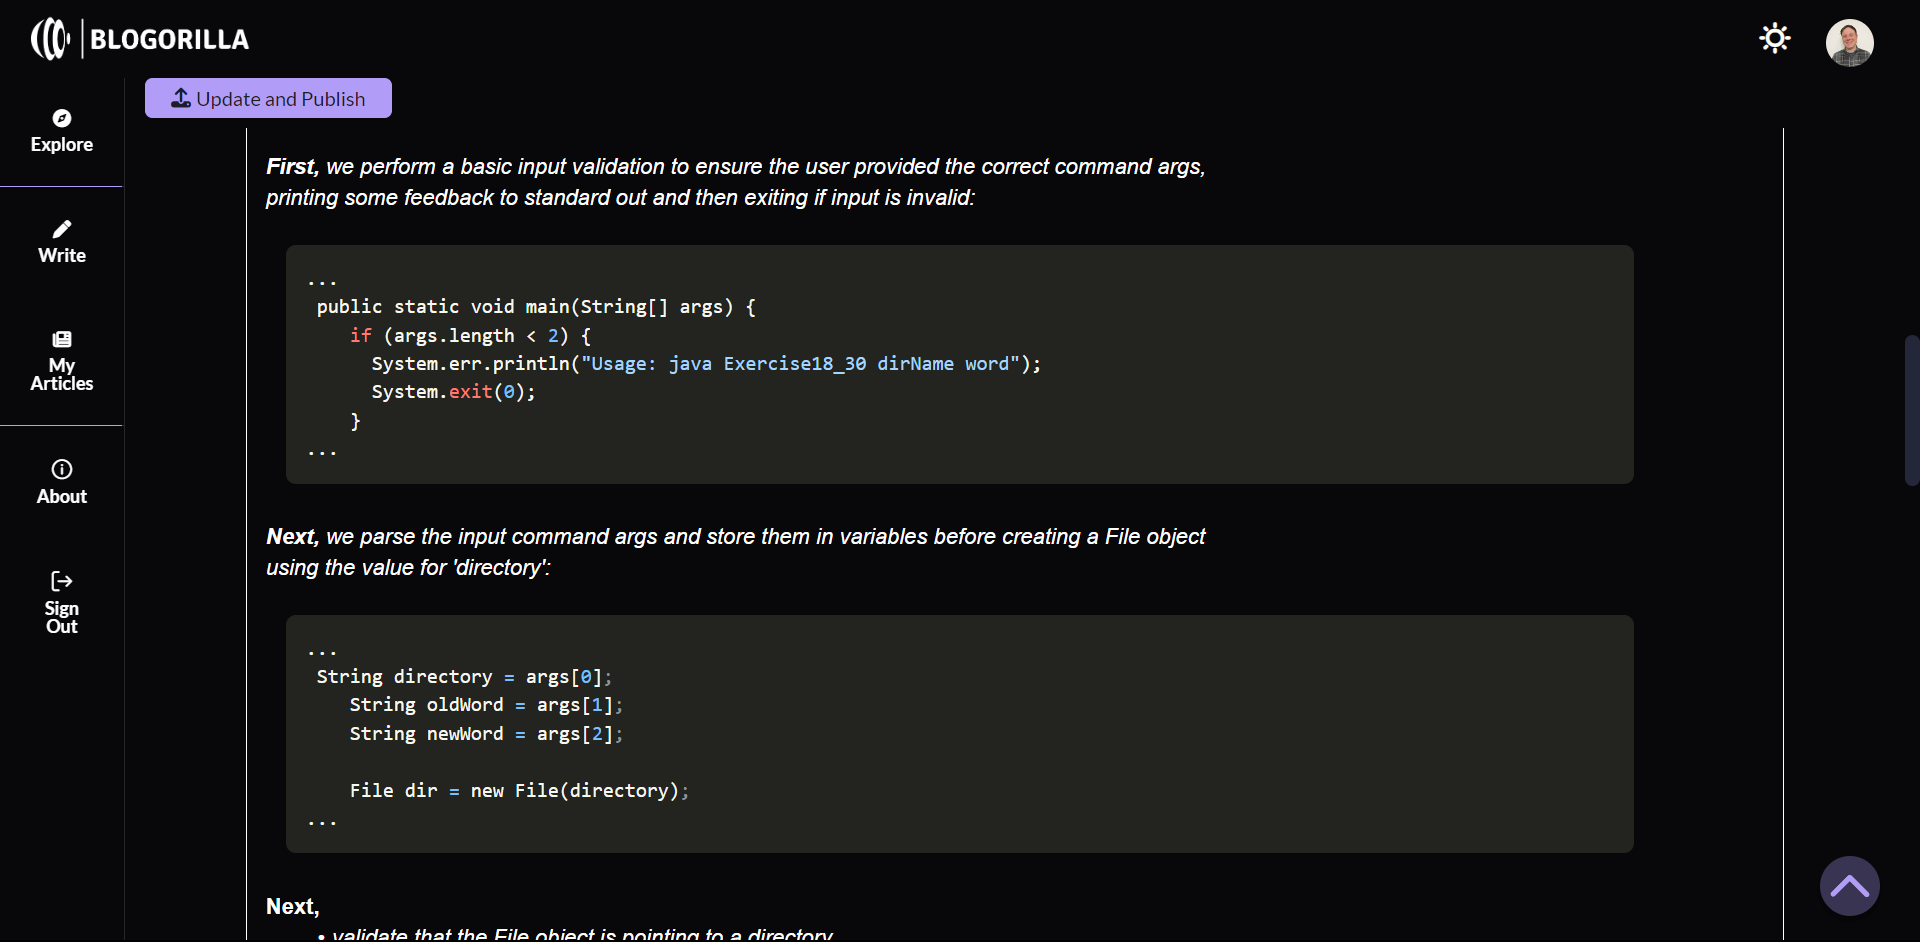 BLOGORILLA
Update and Publish
Explore
Write
My
Articles
About
Sign
Out
First, we perform a basic input validation to ensure the user provided the correct command args,
printing some feedback to standard out and then exiting if input is invalid:
...
public static void main(String[] args) {
if (args.length < 2) {
System.err.println("Usage: java Exercise18_30 dirName word");
System.exit(0);
}
...
Next, we parse the input command args and store them in variables before creating a File object
using the value for 'directory':
...
String directory = args[0];
String oldWord = args[1];
String newWord = args[2];
File dir = new File(directory);
...
Next,
• validate that the File object is pointing to a directory